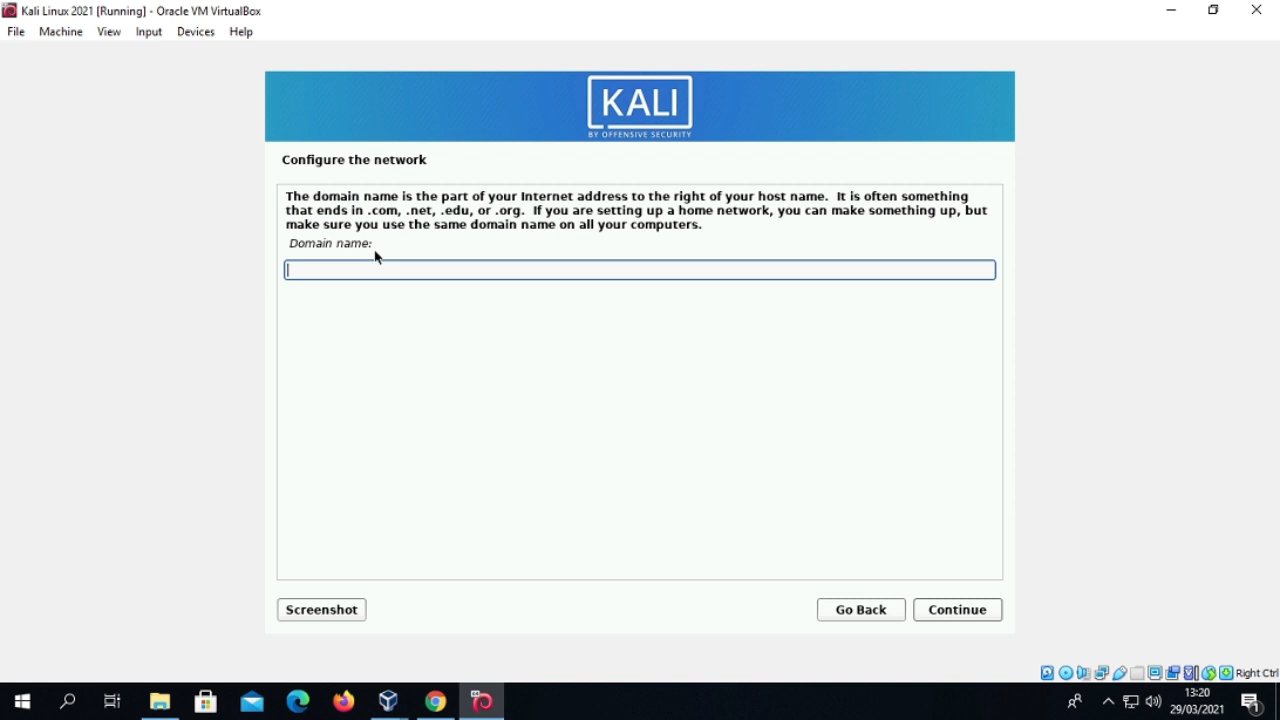 Kali Linux 2021 [Running] - Oracle VM VirtualBox
File Machine View Input Devices Help
KALI
BY OFFENSIVE SECURITY
Configure the network
The domain name is the part of your Internet address to the right of your host name.  It is often something
that ends in .com, .net, .edu, or .org.  If you are setting up a home network, you can make something up, but
make sure you use the same domain name on all your computers.
Domain name:
Screenshot Go Back Continue
Right Ctrl
13:20
29/03/2021
1